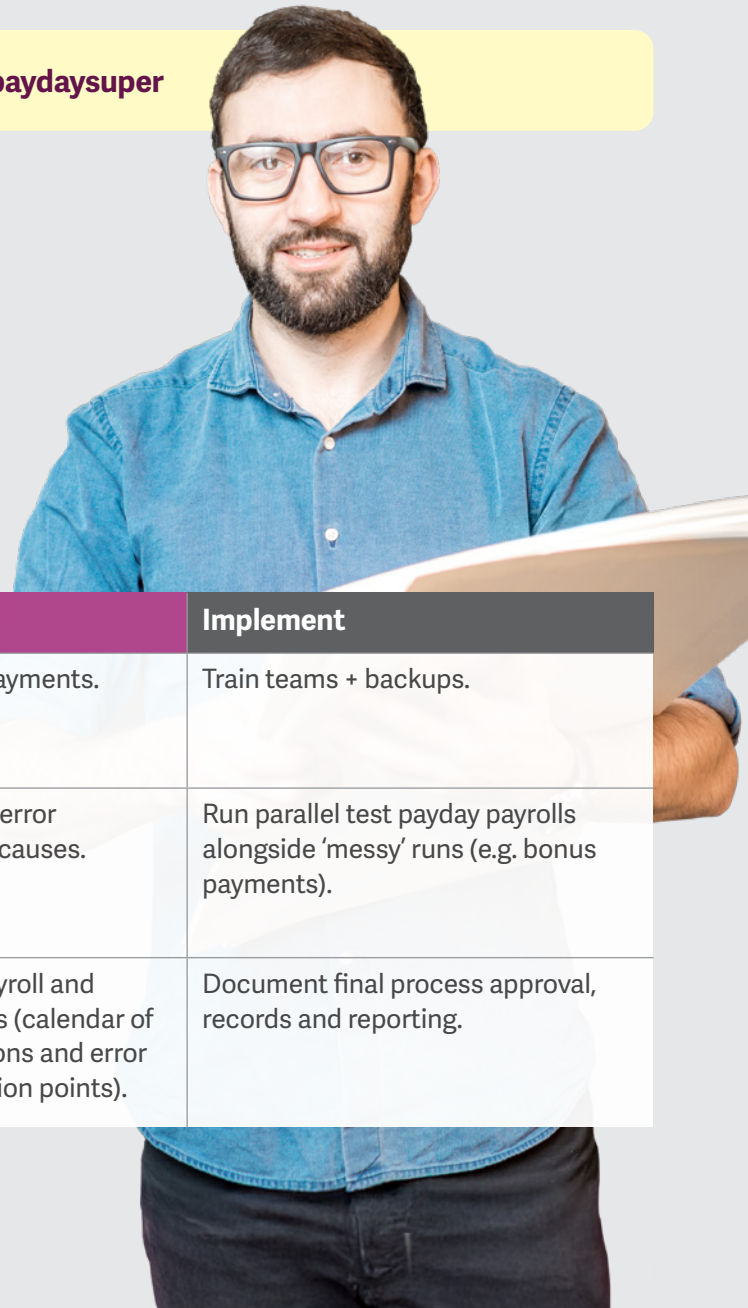 paydaysuper
Implement
ayments.
Train teams + backups.
error
causes.
Run parallel test payday payrolls
alongside ‘messy’ runs (e.g. bonus
payments).
yroll and
s (calendar of
ons and error
ion points).
Document final process approval,
records and reporting.